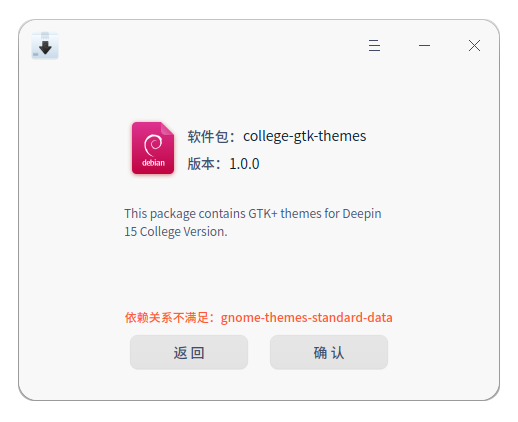 debian
软件包：college-gtk-themes
版本：1.0.0
This package contains GTK+ themes for Deepin
15 College Version.
依赖关系不满足：gnome-themes-standard-data
返回
确认